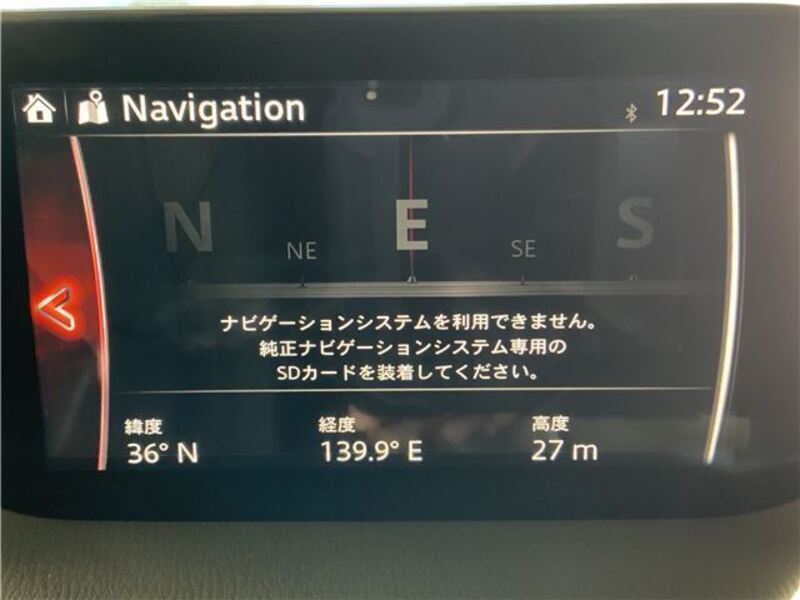 Navigation
12:52
N NE E SE S
ナビゲーションシステムを利用できません。
純正ナビゲーションシステム専用の
SDカードを装着してください。
緯度 経度 高度
36° N 139.9° E 27 m